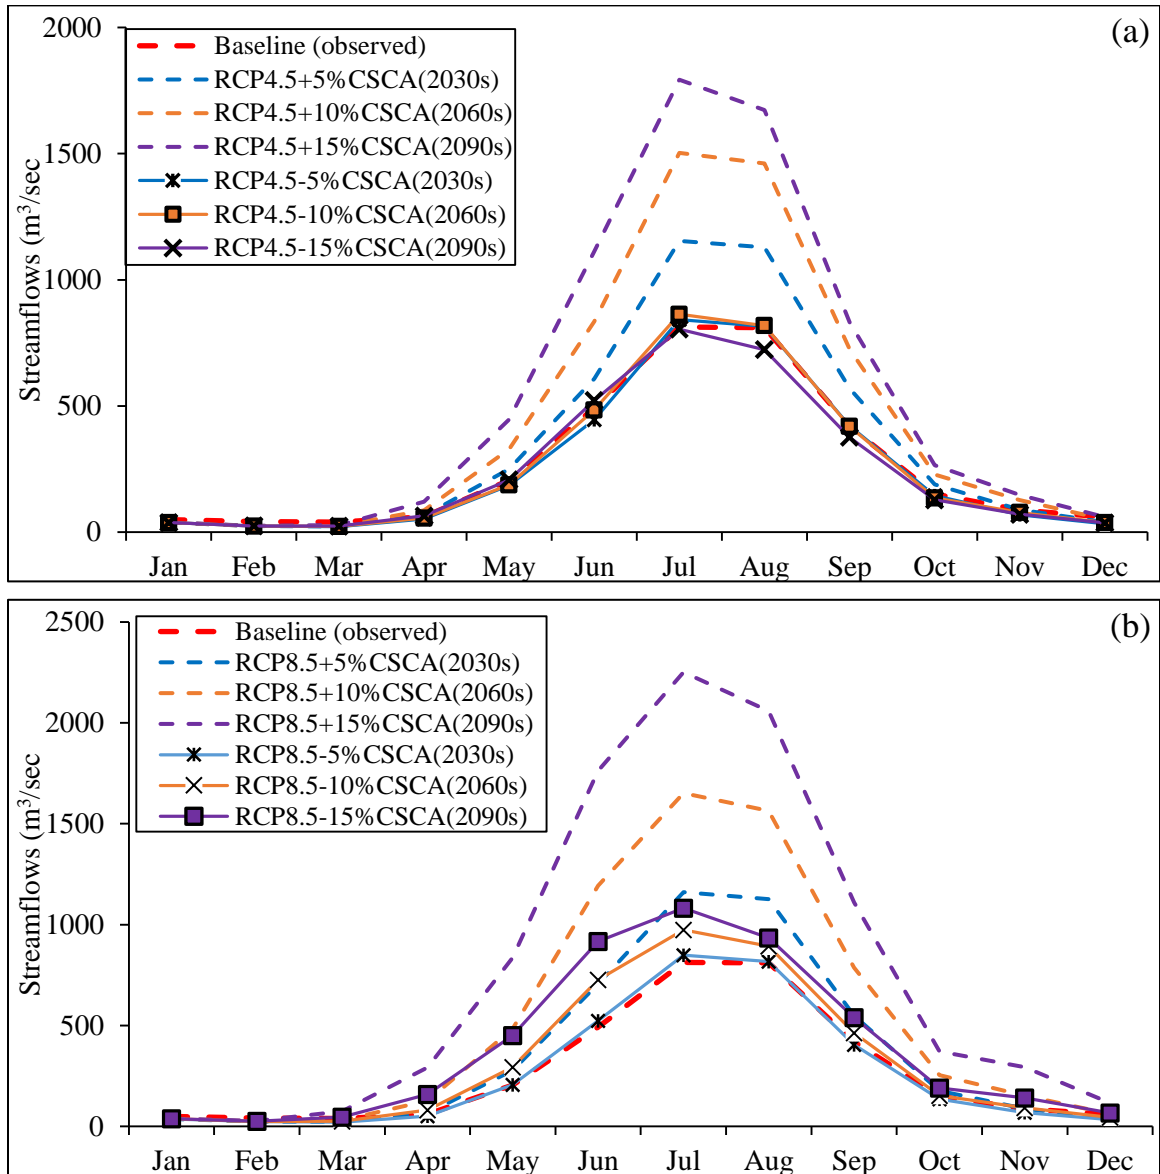 (a)
2000
1500
1000
500
0
Streamflows (m³/sec
Baseline (observed)
RCP4.5+5%CSCA(2030s)
RCP4.5+10%CSCA(2060s)
RCP4.5+15%CSCA(2090s)
RCP4.5-5%CSCA(2030s)
RCP4.5-10%CSCA(2060s)
RCP4.5-15%CSCA(2090s)
Jan Feb Mar Apr May Jun Jul Aug Sep Oct Nov Dec
(b)
2500
2000
1500
1000
500
0
Streamflows (m³/sec
Baseline (observed)
RCP8.5+5%CSCA(2030s)
RCP8.5+10%CSCA(2060s)
RCP8.5+15%CSCA(2090s)
RCP8.5-5%CSCA(2030s)
RCP8.5-10%CSCA(2060s)
RCP8.5-15%CSCA(2090s)
Jan Feb Mar Apr May Jun Jul Aug Sep Oct Nov Dec